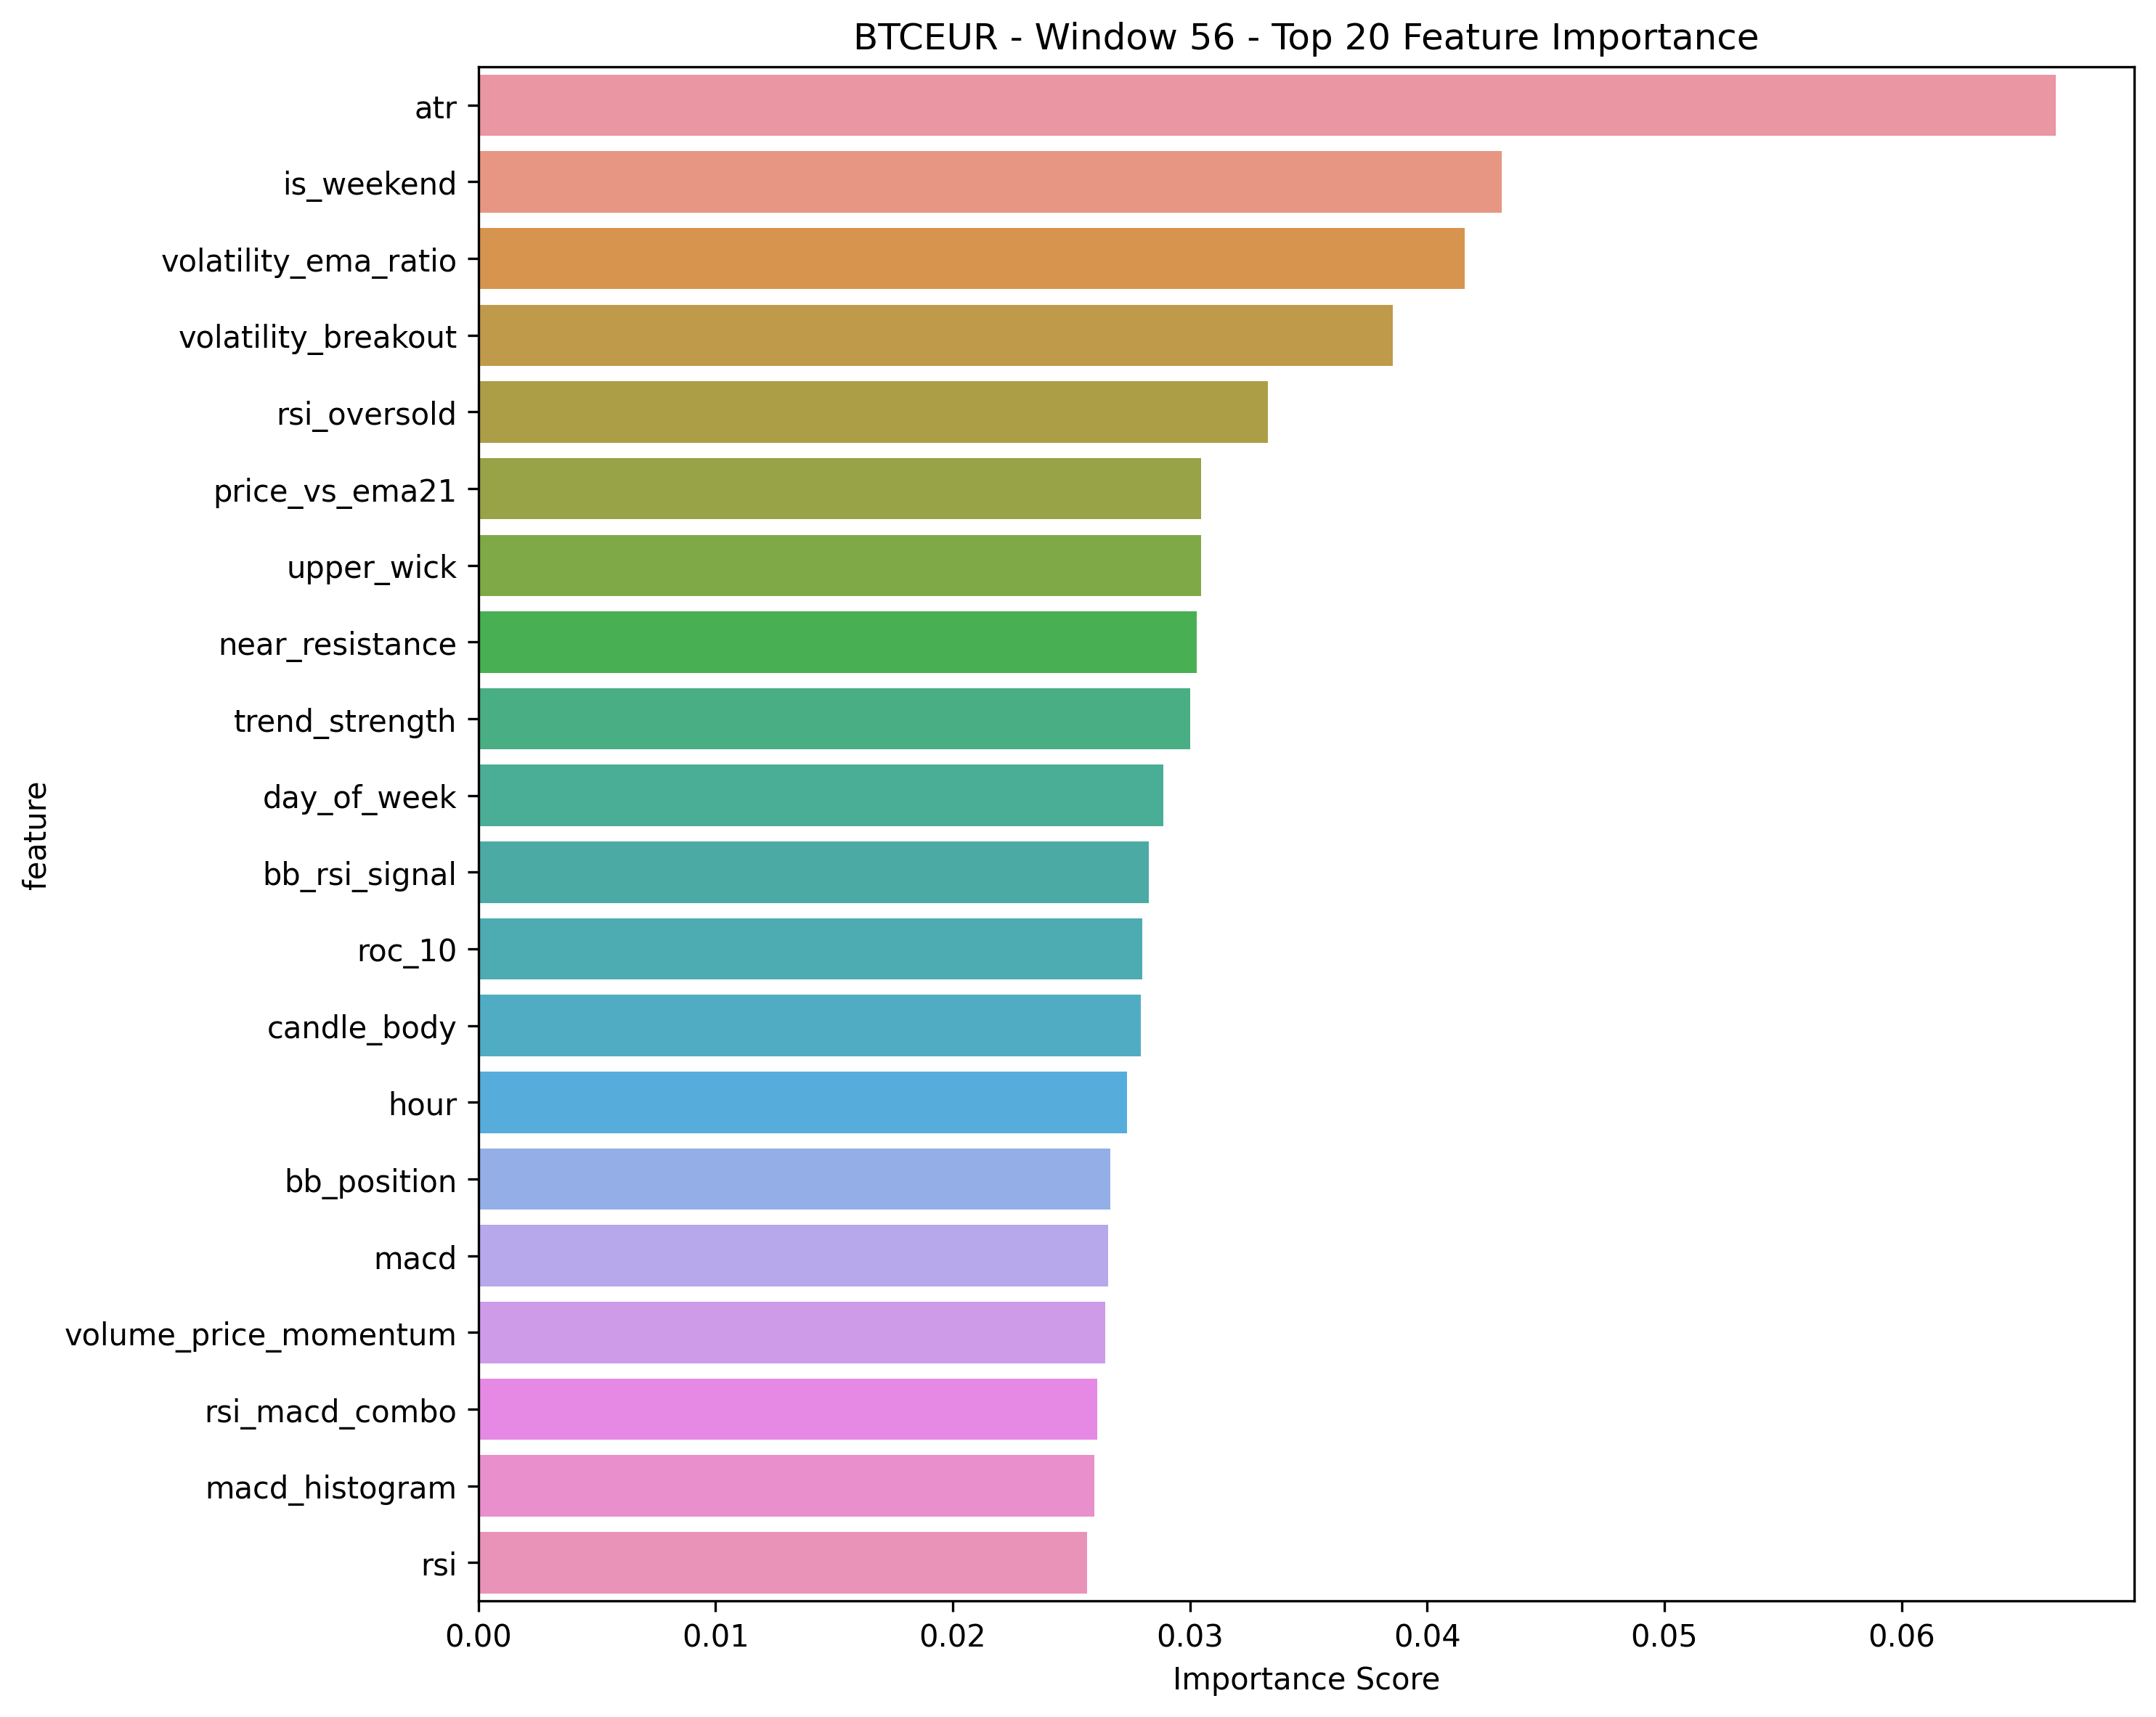 BTCEUR - Window 56 - Top 20 Feature Importance
atr
is_weekend
volatility_ema_ratio
volatility_breakout
rsi_oversold
price_vs_ema21
upper_wick
near_resistance
trend_strength
day_of_week
bb_rsi_signal
roc_10
candle_body
hour
bb_position
macd
volume_price_momentum
rsi_macd_combo
macd_histogram
rsi
feature
0.00 0.01 0.02 0.03 0.04 0.05 0.06
Importance Score